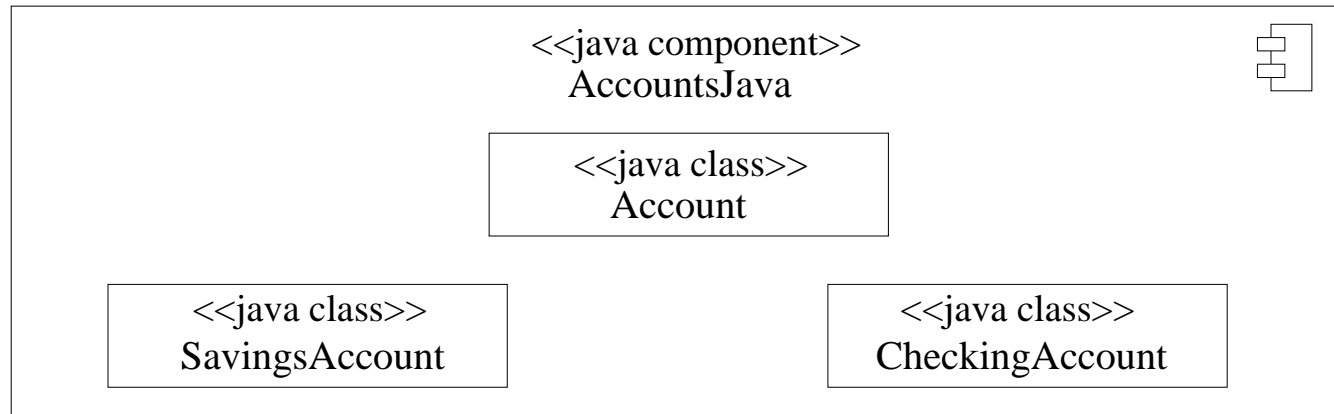 <<java component>>
AccountsJava
<<java class>>
Account
<<java class>>
SavingsAccount
<<java class>>
CheckingAccount